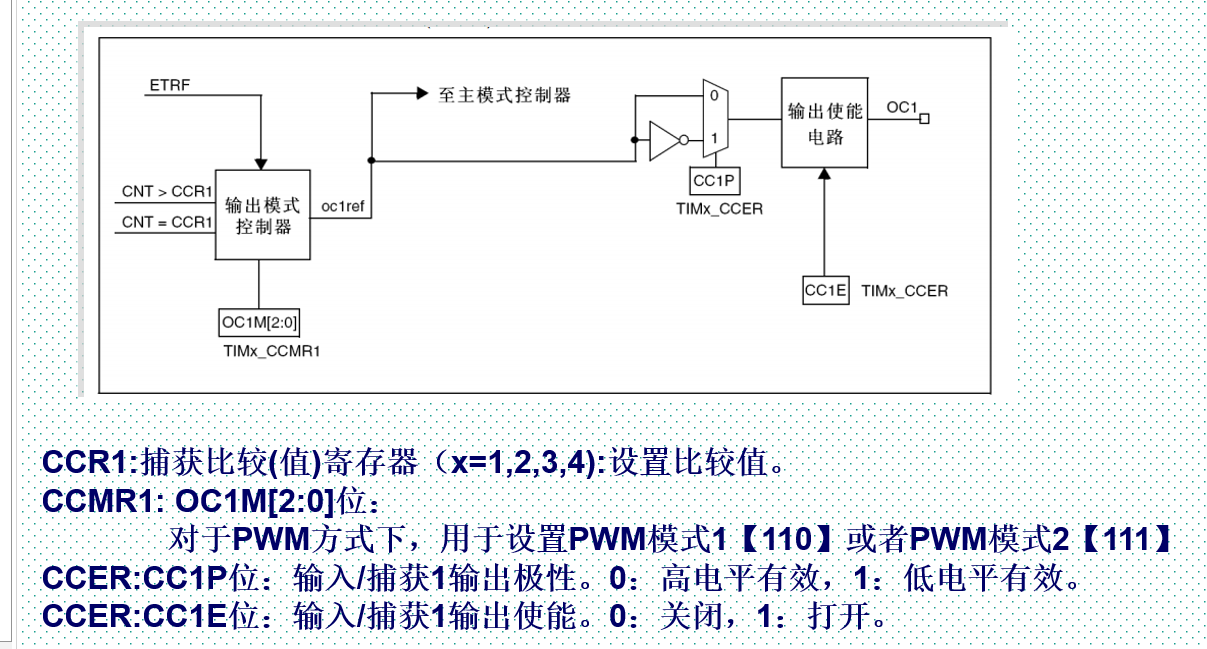 ETRF
至主模式控制器
CNT > CCR1
CNT = CCR1
输出模式
控制器
oc1ref
OC1M[2:0]
TIMx_CCMR1
0
1
CC1P
TIMx_CCER
输出使能
电路
OC1
CC1E
TIMx_CCER
CCR1:捕获比较(值)寄存器（x=1,2,3,4):设置比较值。
CCMR1: OC1M[2:0]位：
对于PWM方式下，用于设置PWM模式1【110】或者PWM模式2【111】
CCER:CC1P位：输入/捕获1输出极性。0：高电平有效，1：低电平有效。
CCER:CC1E位：输入/捕获1输出使能。0：关闭，1：打开。